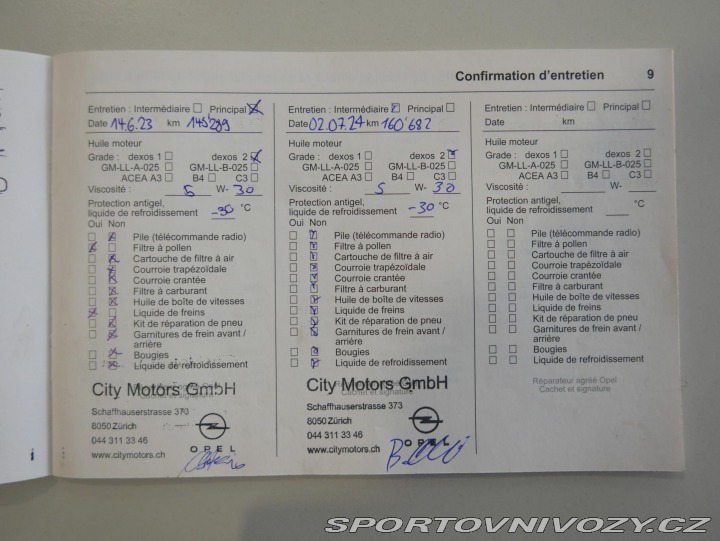 Confirmation d'entretien 9
Entretien : Intermédiaire Principal
Date 14.6.23 km 145'289
Huile moteur
Grade : dexos 1 dexos 2
GM-LL-A-025 GM-LL-B-025
ACEA A3 B4 C3
Viscosité : 5 W- 30
Protection antigel,
liquide de refroidissement -30 °C
Oui Non
Pile (télécommande radio)
Filtre à pollen
Cartouche de filtre à air
Courroie trapézoïdale
Courroie crantée
Filtre à carburant
Huile de boîte de vitesses
Liquide de freins
Kit de réparation de pneu
Garnitures de frein avant /
arrière
Bougies
Liquide de refroidissement
City Motors GmbH
Cachet et signature
Schaffhauserstrasse 373
8050 Zürich
044 311 33 46
www.citymotors.ch
OPEL
Entretien : Intermédiaire Principal
Date 02.07.24 km 160'682
Huile moteur
Grade : dexos 1 dexos 2
GM-LL-A-025 GM-LL-B-025
ACEA A3 B4 C3
Viscosité : 5 W- 30
Protection antigel,
liquide de refroidissement -30 °C
Oui Non
Pile (télécommande radio)
Filtre à pollen
Cartouche de filtre à air
Courroie trapézoïdale
Courroie crantée
Filtre à carburant
Huile de boîte de vitesses
Liquide de freins
Kit de réparation de pneu
Garnitures de frein avant /
arrière
Bougies
Liquide de refroidissement
City Motors GmbH
Cachet et signature
Schaffhauserstrasse 373
8050 Zürich
044 311 33 46
www.citymotors.ch
OPEL
Entretien : Intermédiaire Principal
Date km
Huile moteur
Grade : dexos 1 dexos 2
GM-LL-A-025 GM-LL-B-025
ACEA A3 B4 C3
Viscosité : W-
Protection antigel,
liquide de refroidissement °C
Oui Non
Pile (télécommande radio)
Filtre à pollen
Cartouche de filtre à air
Courroie trapézoïdale
Courroie crantée
Filtre à carburant
Huile de boîte de vitesses
Liquide de freins
Kit de réparation de pneu
Garnitures de frein avant /
arrière
Bougies
Liquide de refroidissement
Réparateur agréé Opel
Cachet et signature
SPORTOVNIVOZY.CZ